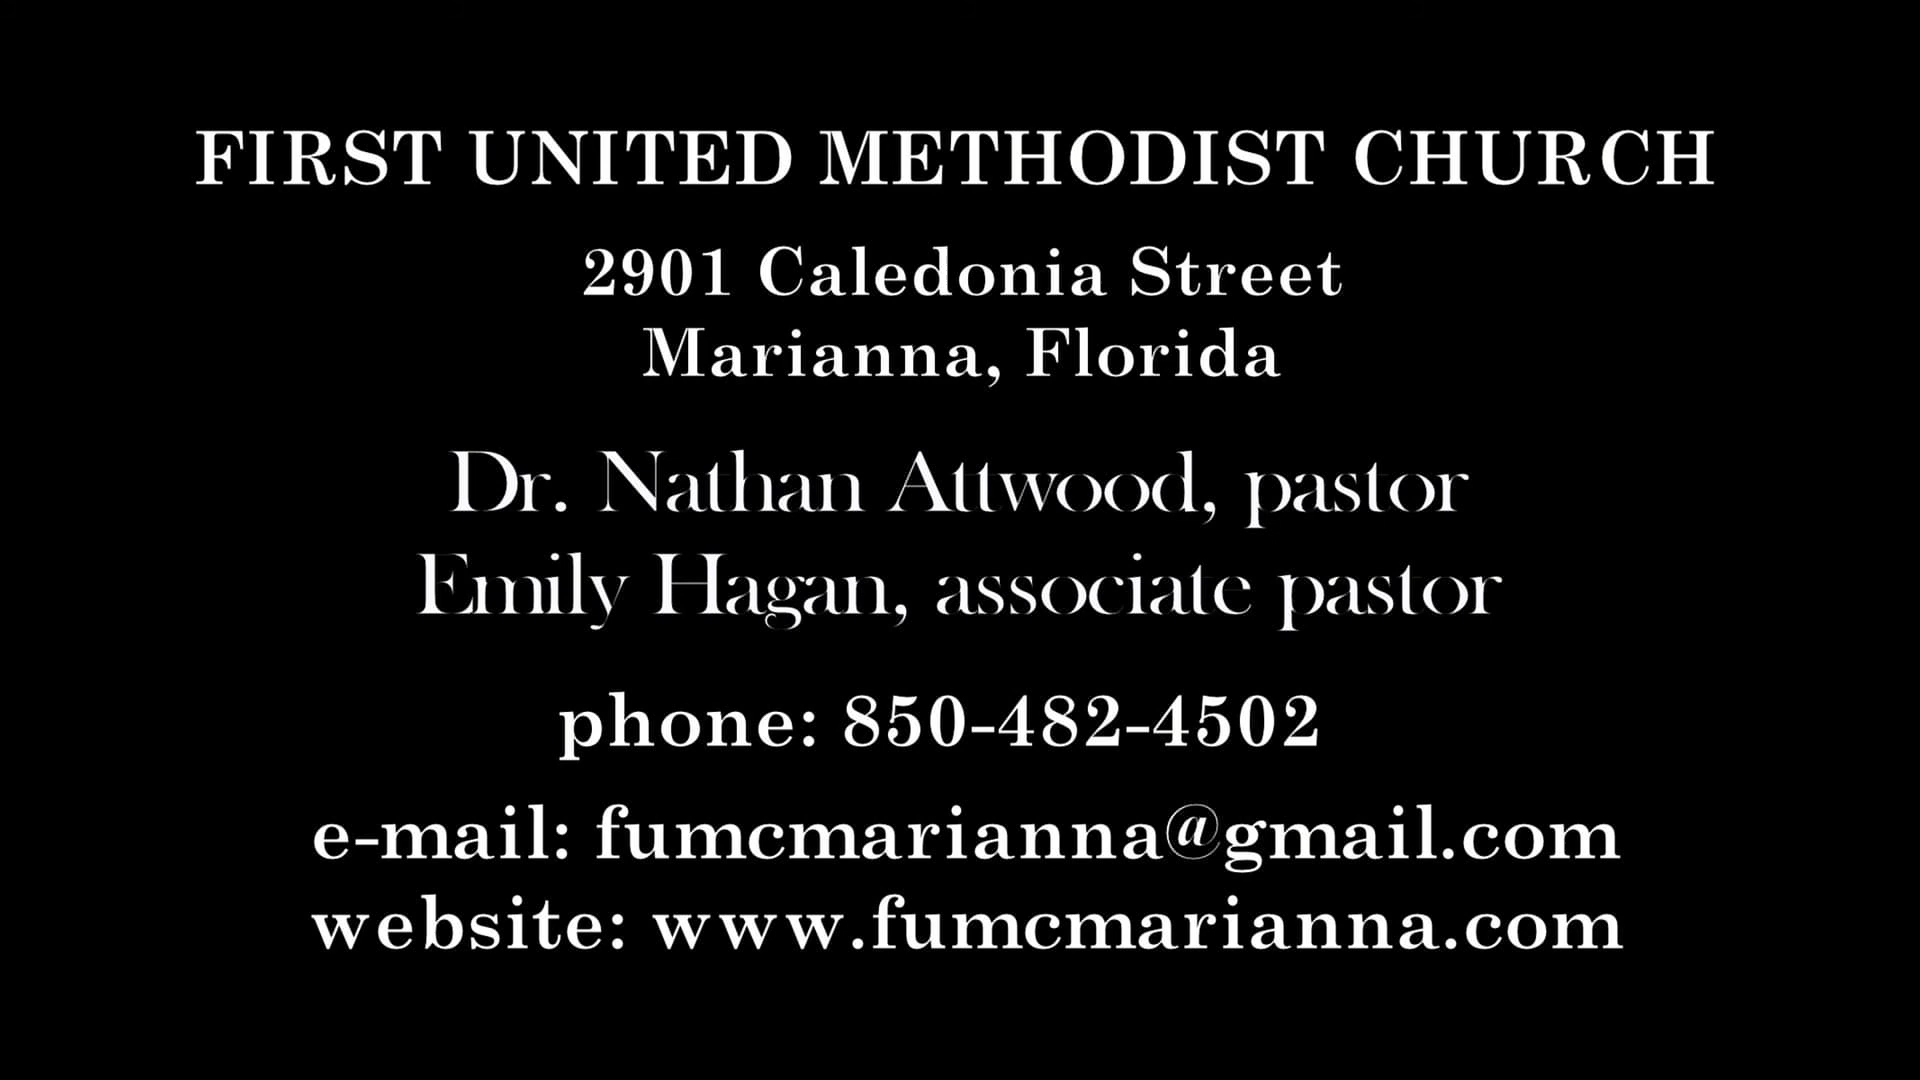 FIRST UNITED METHODIST CHURCH
2901 Caledonia Street
Marianna, Florida
Dr. Nathan Attwood, pastor
Emily Hagan, associate pastor
phone: 850-482-4502
e-mail: fumcmarianna@gmail.com
website: www.fumcmarianna.com